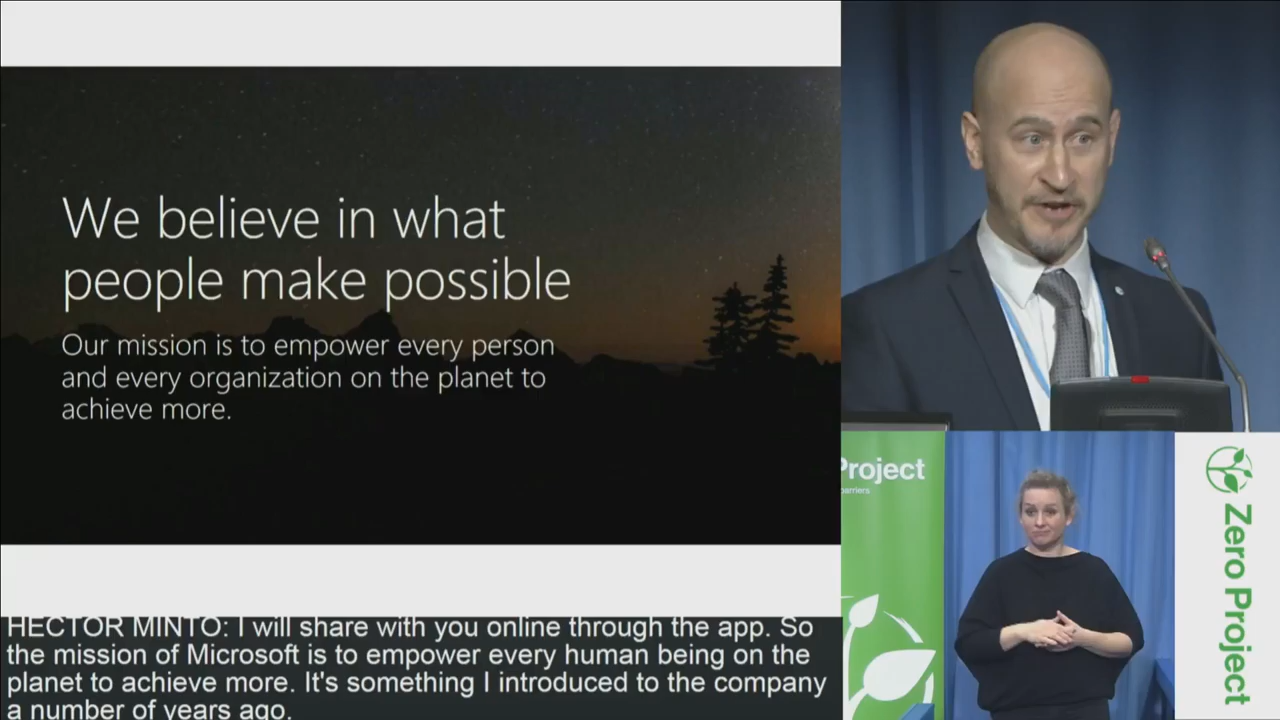 We believe in what
people make possible
Our mission is to empower every person
and every organization on the planet to
achieve more.
Project
barriers
Zero Project
HECTOR MINTO: I will share with you online through the app. So
the mission of Microsoft is to empower every human being on the
planet to achieve more. It's something I introduced to the company
a number of years ago.